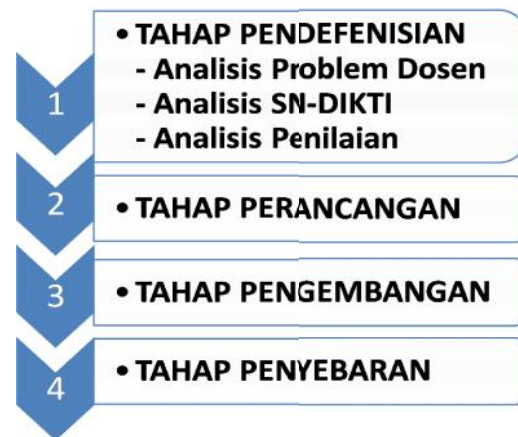 1
• TAHAP PENDEFENISIAN
- Analisis Problem Dosen
- Analisis SN-DIKTI
- Analisis Penilaian
2
• TAHAP PERANCANGAN
3
• TAHAP PENGEMBANGAN
4
• TAHAP PENYEBARAN